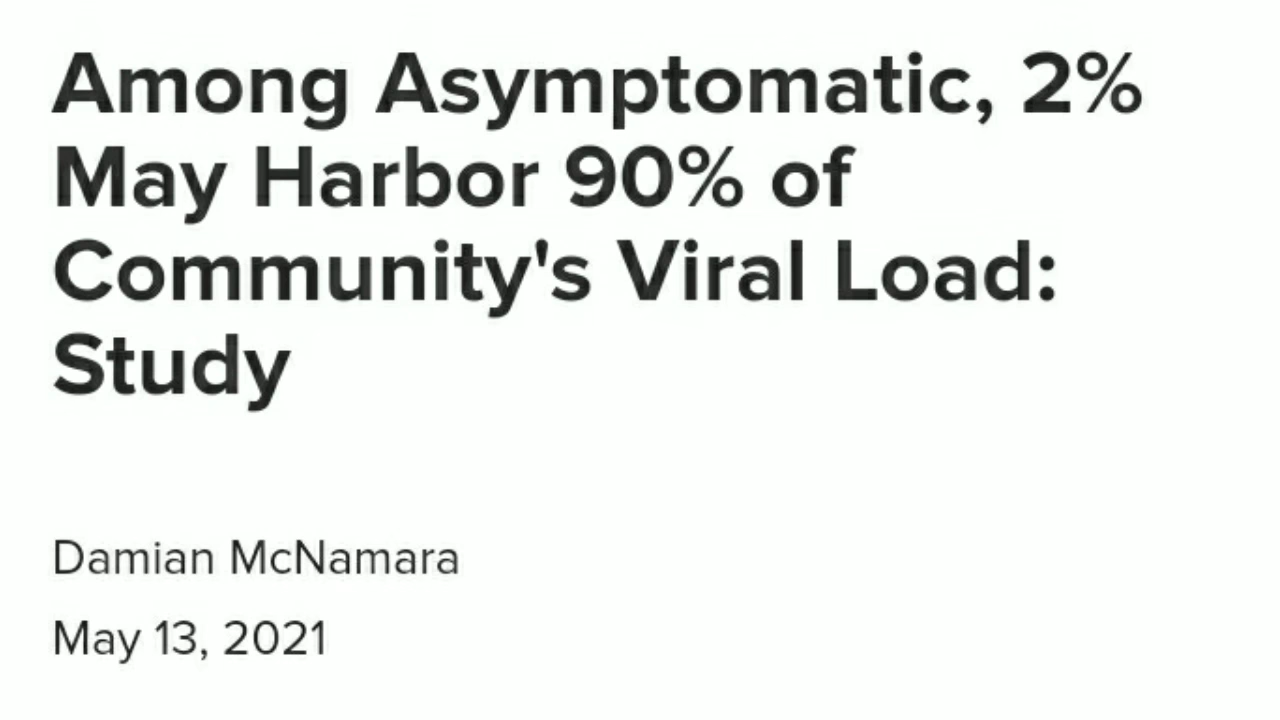 Among Asymptomatic, 2%
May Harbor 90% of
Community's Viral Load:
Study
Damian McNamara
May 13, 2021